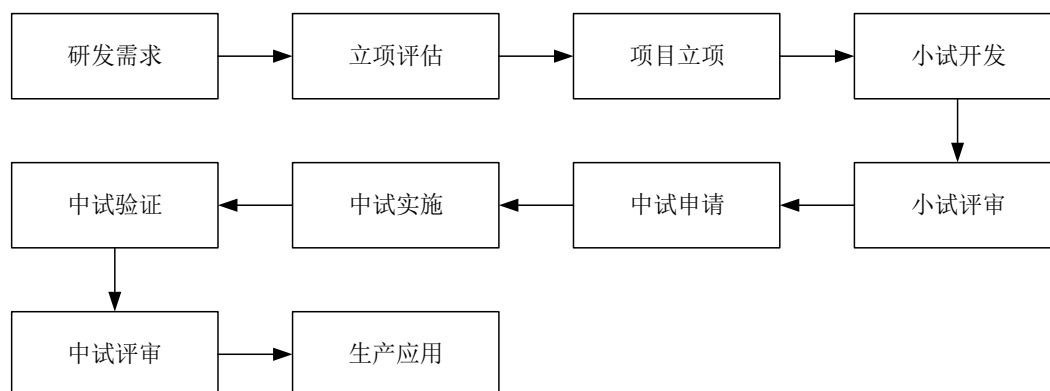 研发需求
立项评估
项目立项
小试开发
小试评审
中试申请
中试实施
中试验证
中试评审
生产应用